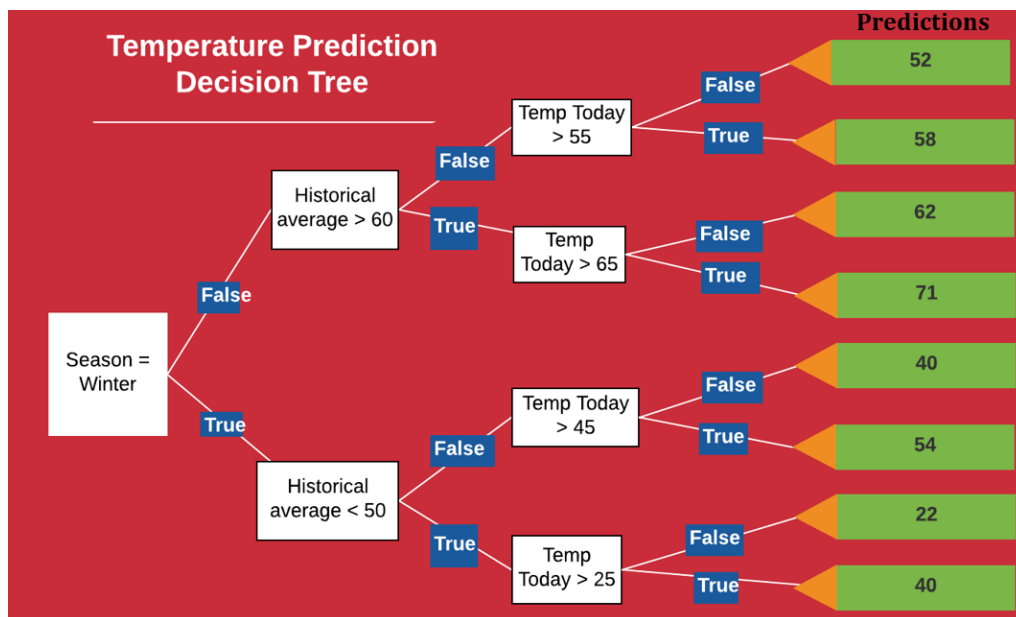 Predictions
Temperature Prediction
Decision Tree
52
False
Temp Today
> 55
True
58
False
Historical
average > 60
62
False
True
Temp
Today > 65
True
71
False
Season =
Winter
40
False
Temp Today
> 45
True
54
True
False
Historical
average < 50
22
False
True
Temp
Today > 25
True
40